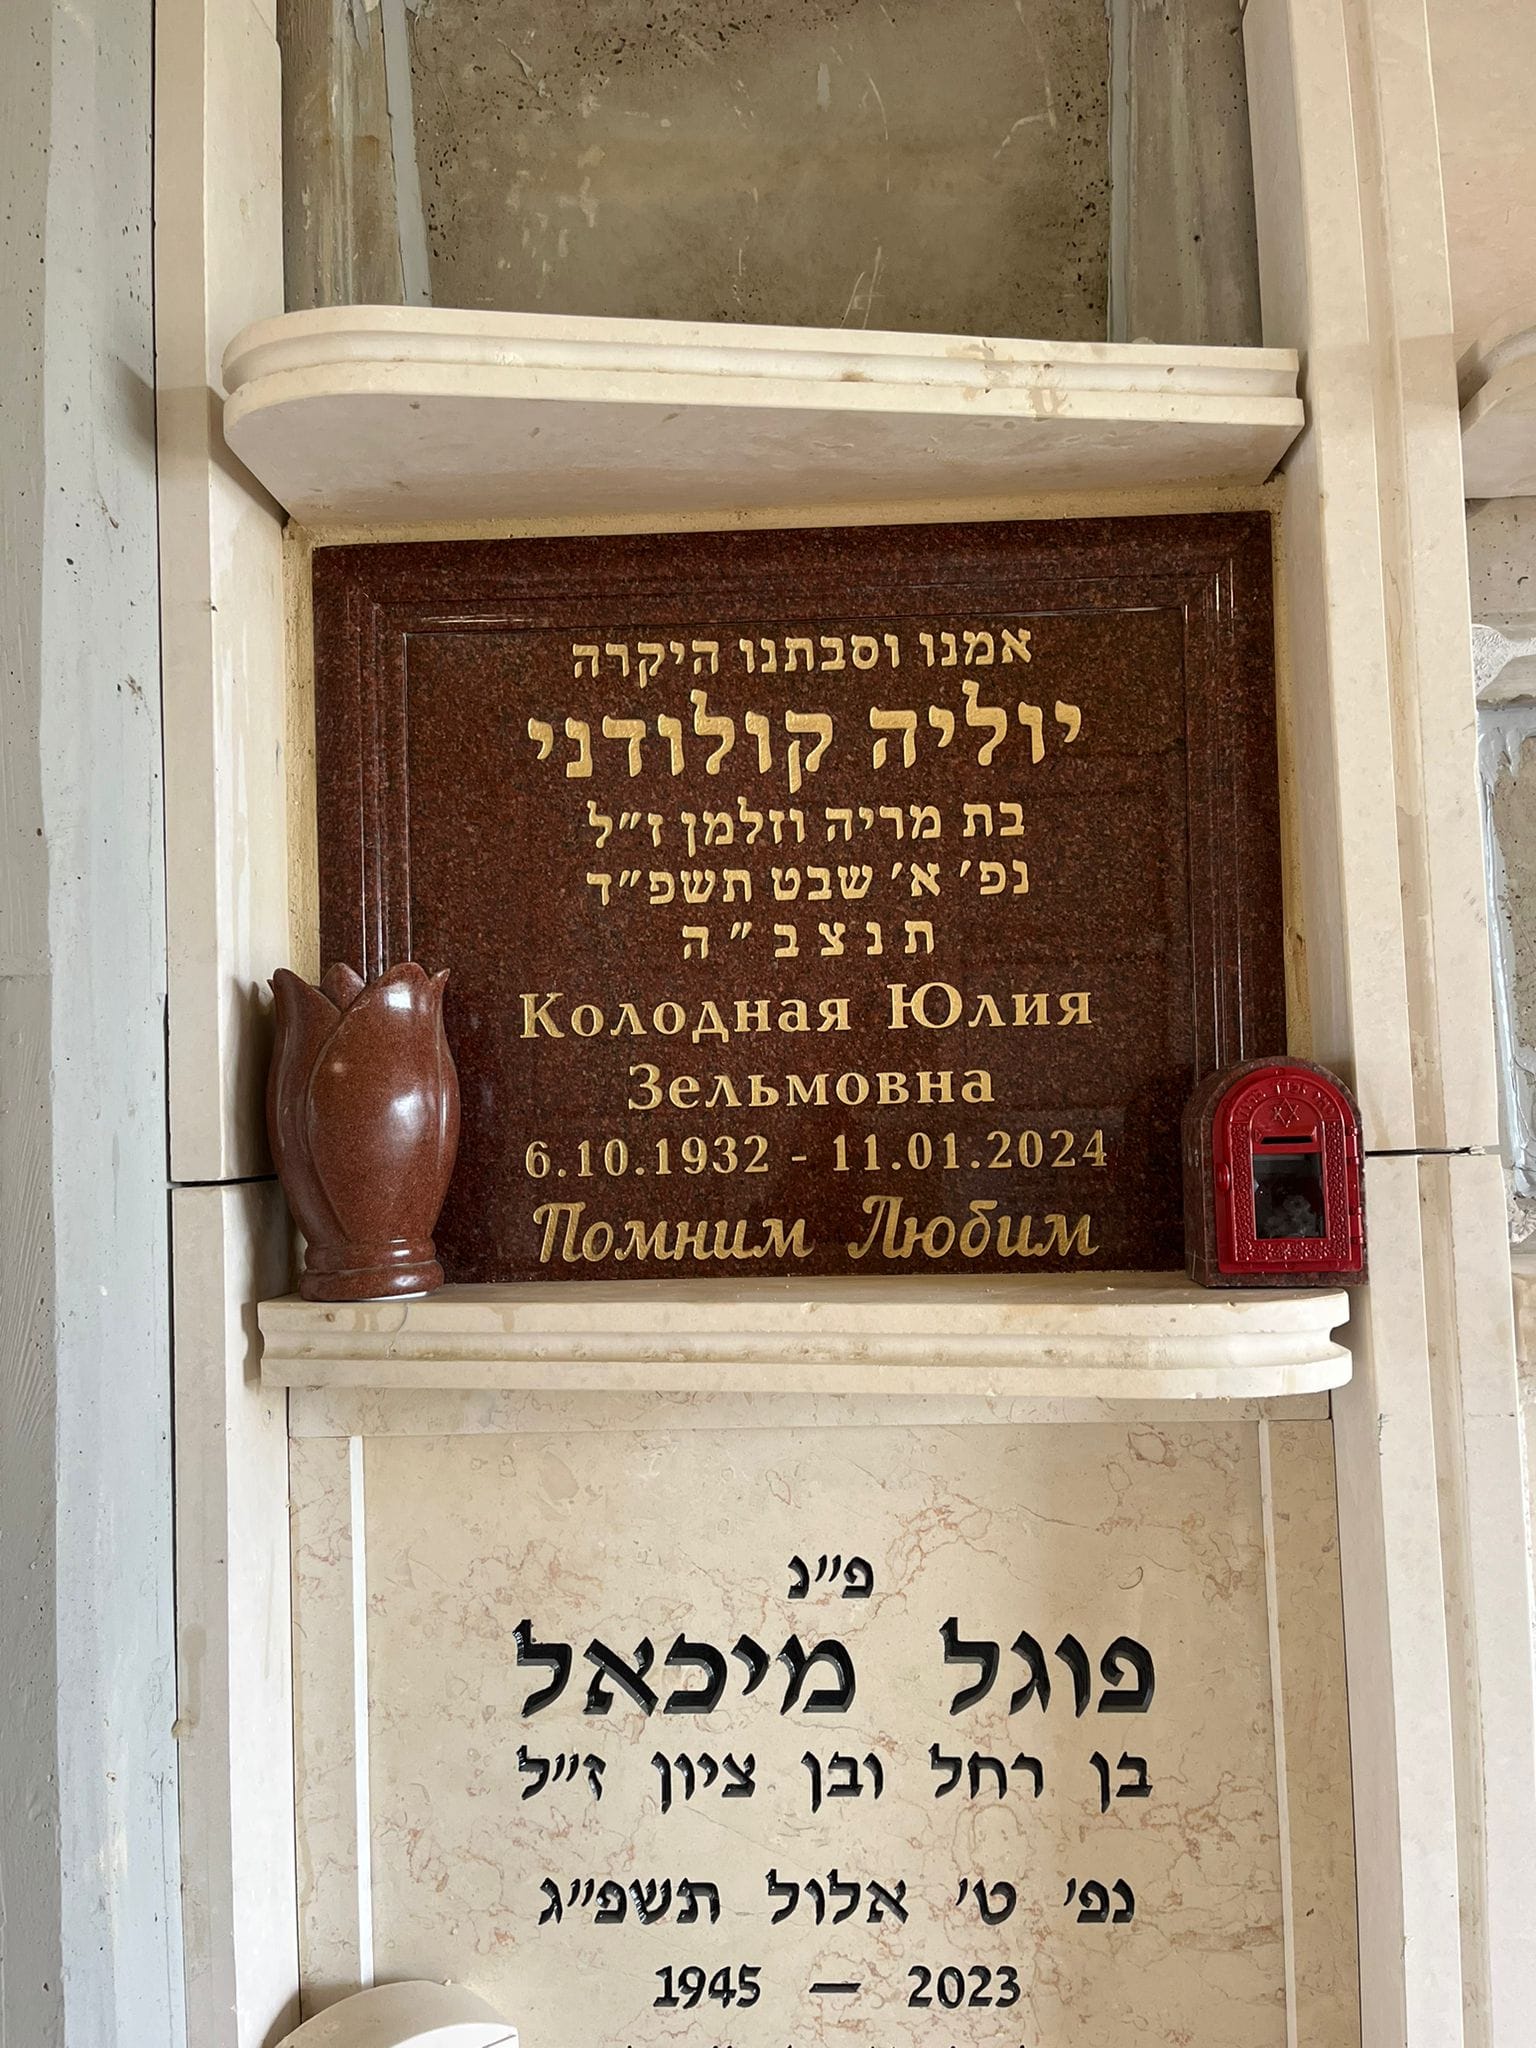 אמנו וסבתנו היקרה
יוליה קולודני
בת מריה וזלמן ז״ל
נפ׳ א׳ שבט תשפ״ד
ת נ צ ב ״ ה
Колодная Юлия
Зельмовна
6.10.1932 - 11.01.2024
Помним Любим
פ״נ
פוגל מיכאל
בן רחל ובן ציון ז״ל
נפ׳ ט׳ אלול תשפ״ג
1945 — 2023